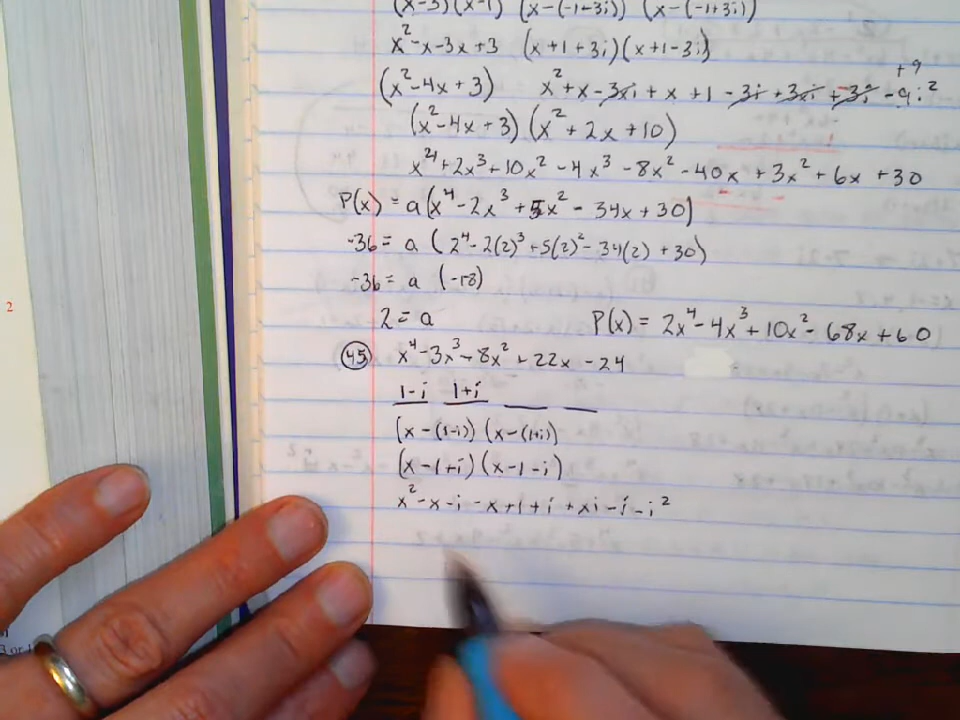 (x-3)(x-1) (x-(-1-3i)) (x-(-1+3i))
x²-x-3x+3 (x+1+3i)(x+1-3i)
+9
(x²-4x+3) x²+x-3xi+x+1-3i+3xi+3i-9i²
(x²-4x+3)(x²+2x+10)
x⁴+2x³+10x²-4x³-8x²-40x+3x²+6x+30
P(x)=a(x⁴-2x³+5x²-34x+30)
-36=a(2⁴-2(2)³+5(2)²-34(2)+30)
-36=a(-18)
2=a P(x)=2x⁴-4x³+10x²-68x+60
45 x⁴-3x³-8x²+22x-24
1-i 1+i
(x-(1-i)(x-(1+i)
(x-1+i)(x-1-i)
x²-x-i-x+1+i+xi-i-i²
2